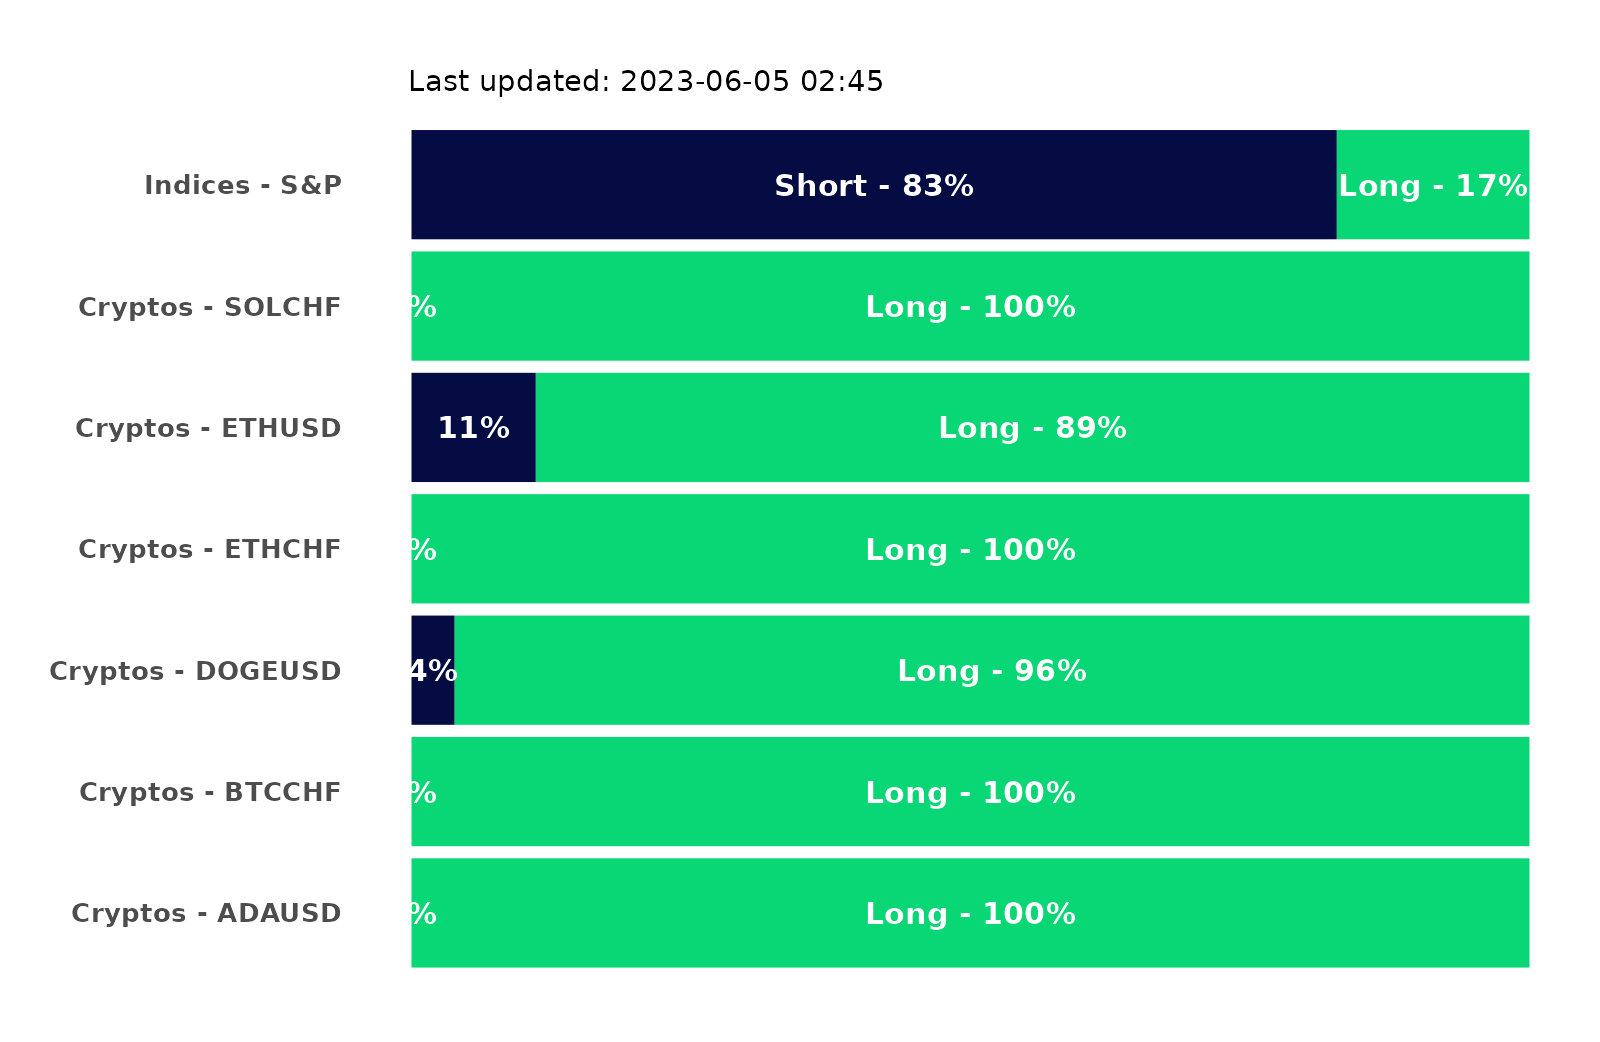 Last updated: 2023-06-05 02:45
Indices - S&P Short - 83% Long - 17%
Cryptos - SOLCHF % Long - 100%
Cryptos - ETHUSD 11% Long - 89%
Cryptos - ETHCHF % Long - 100%
Cryptos - DOGEUSD 4% Long - 96%
Cryptos - BTCCHF % Long - 100%
Cryptos - ADAUSD % Long - 100%